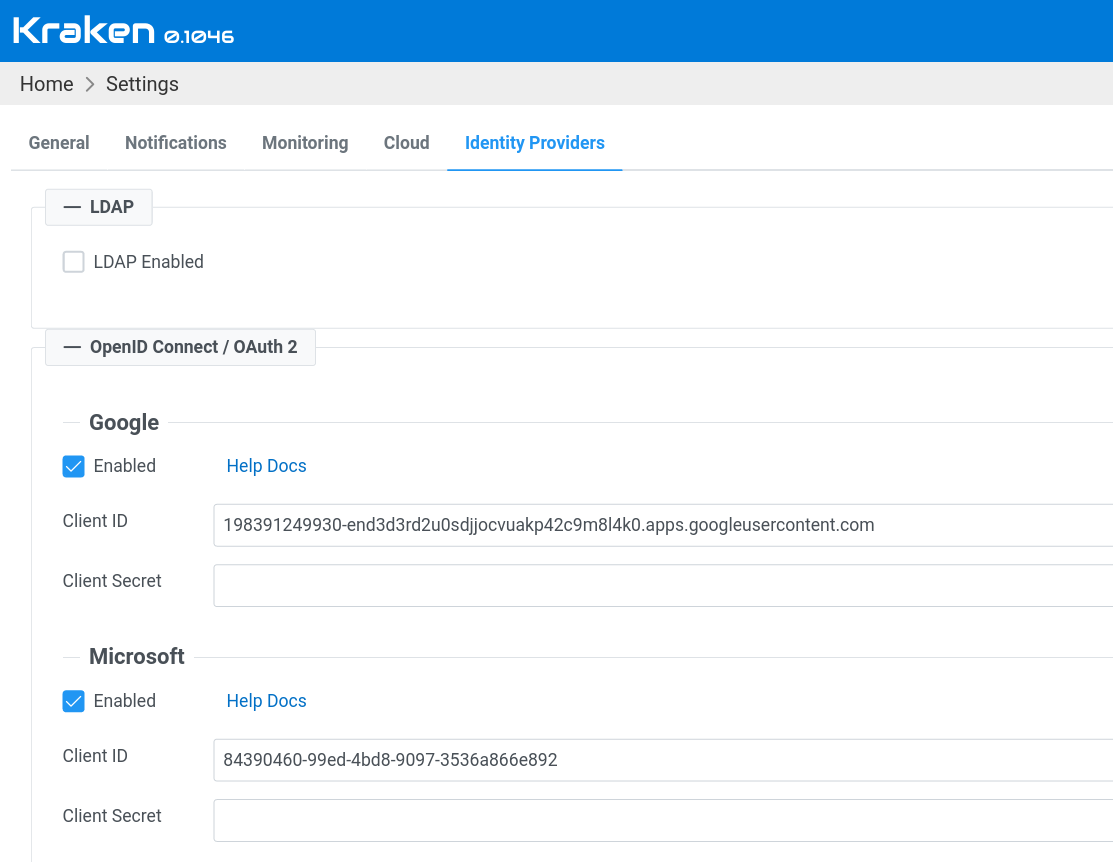 Kraken 0.1046
Home > Settings
General Notifications Monitoring Cloud Identity Providers
— LDAP
LDAP Enabled
— OpenID Connect / OAuth 2
Google
Enabled Help Docs
Client ID 198391249930-end3d3rd2u0sdjjocvuakp42c9m8l4k0.apps.googleusercontent.com
Client Secret
Microsoft
Enabled Help Docs
Client ID 84390460-99ed-4bd8-9097-3536a866e892
Client Secret